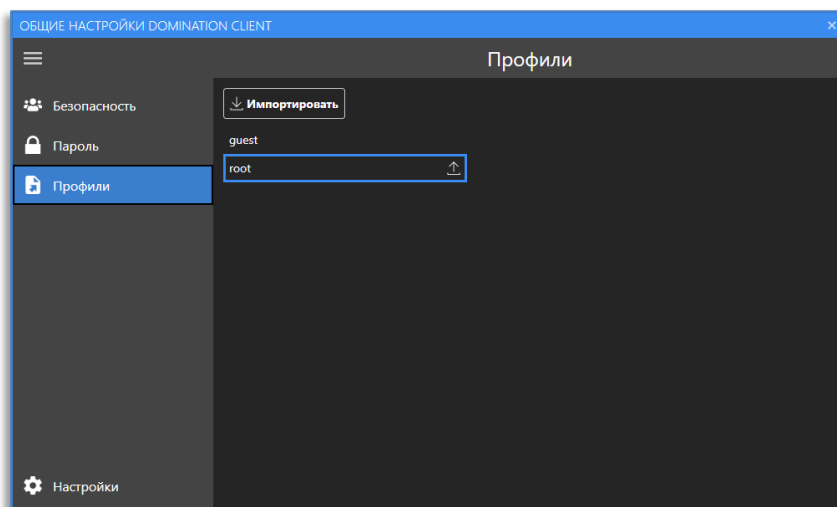 ОБЩИЕ НАСТРОЙКИ DOMINATION CLIENT
Профили
Безопасность
Пароль
Профили
Настройки
Импортировать
guest
root